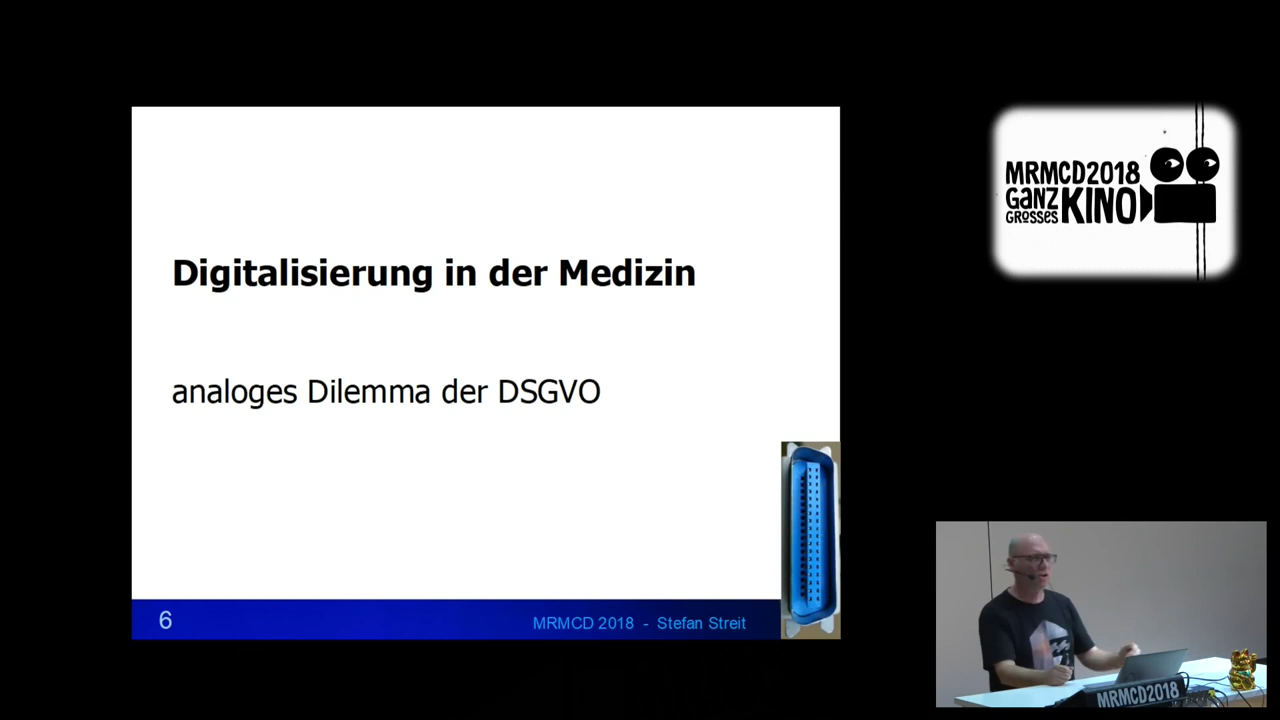 Digitalisierung in der Medizin
analoges Dilemma der DSGVO
6
MRMCD 2018 - Stefan Streit
MRMCD2018
GANZ
GROSSES
KINO
MRMCD2018